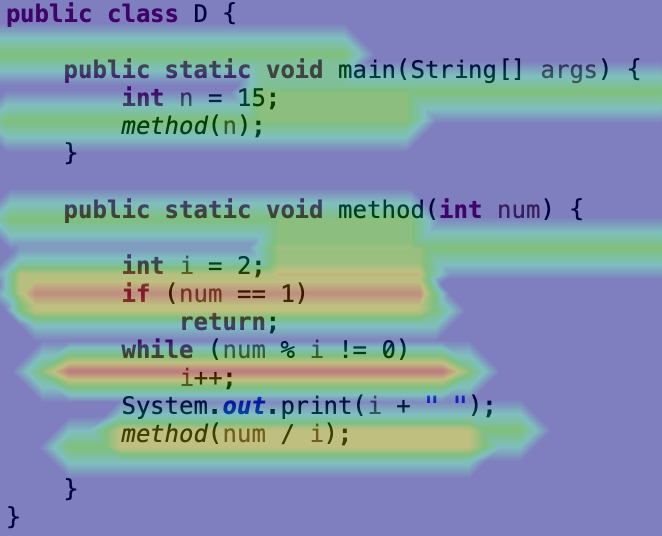 public class D {
    public static void main(String[] args) {
        int n = 15;
        method(n);
    }
    public static void method(int num) {
        int i = 2;
        if (num == 1)
            return;
        while (num % i != 0)
            i++;
        System.out.print(i + " ");
        method(num / i);
    }
}